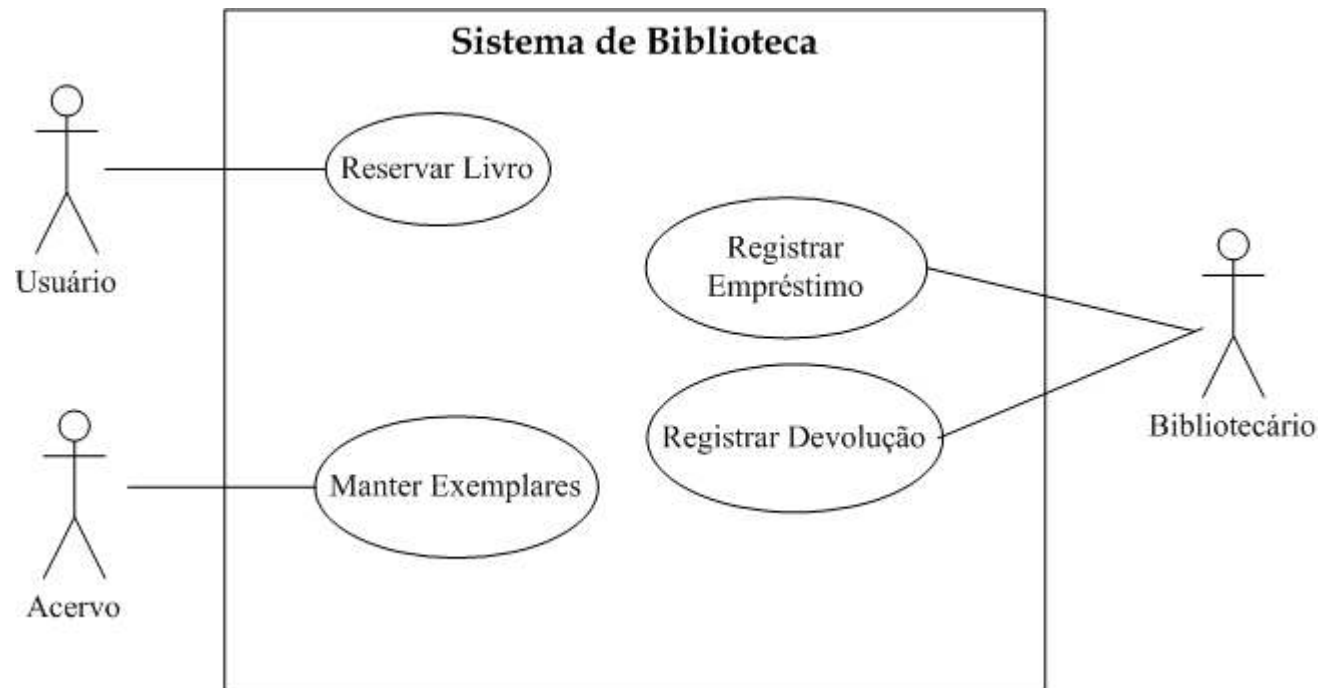 Sistema de Biblioteca
Reservar Livro
Usuário
Registrar
Empréstimo
Registrar Devolução
Bibliotecário
Manter Exemplares
Acervo